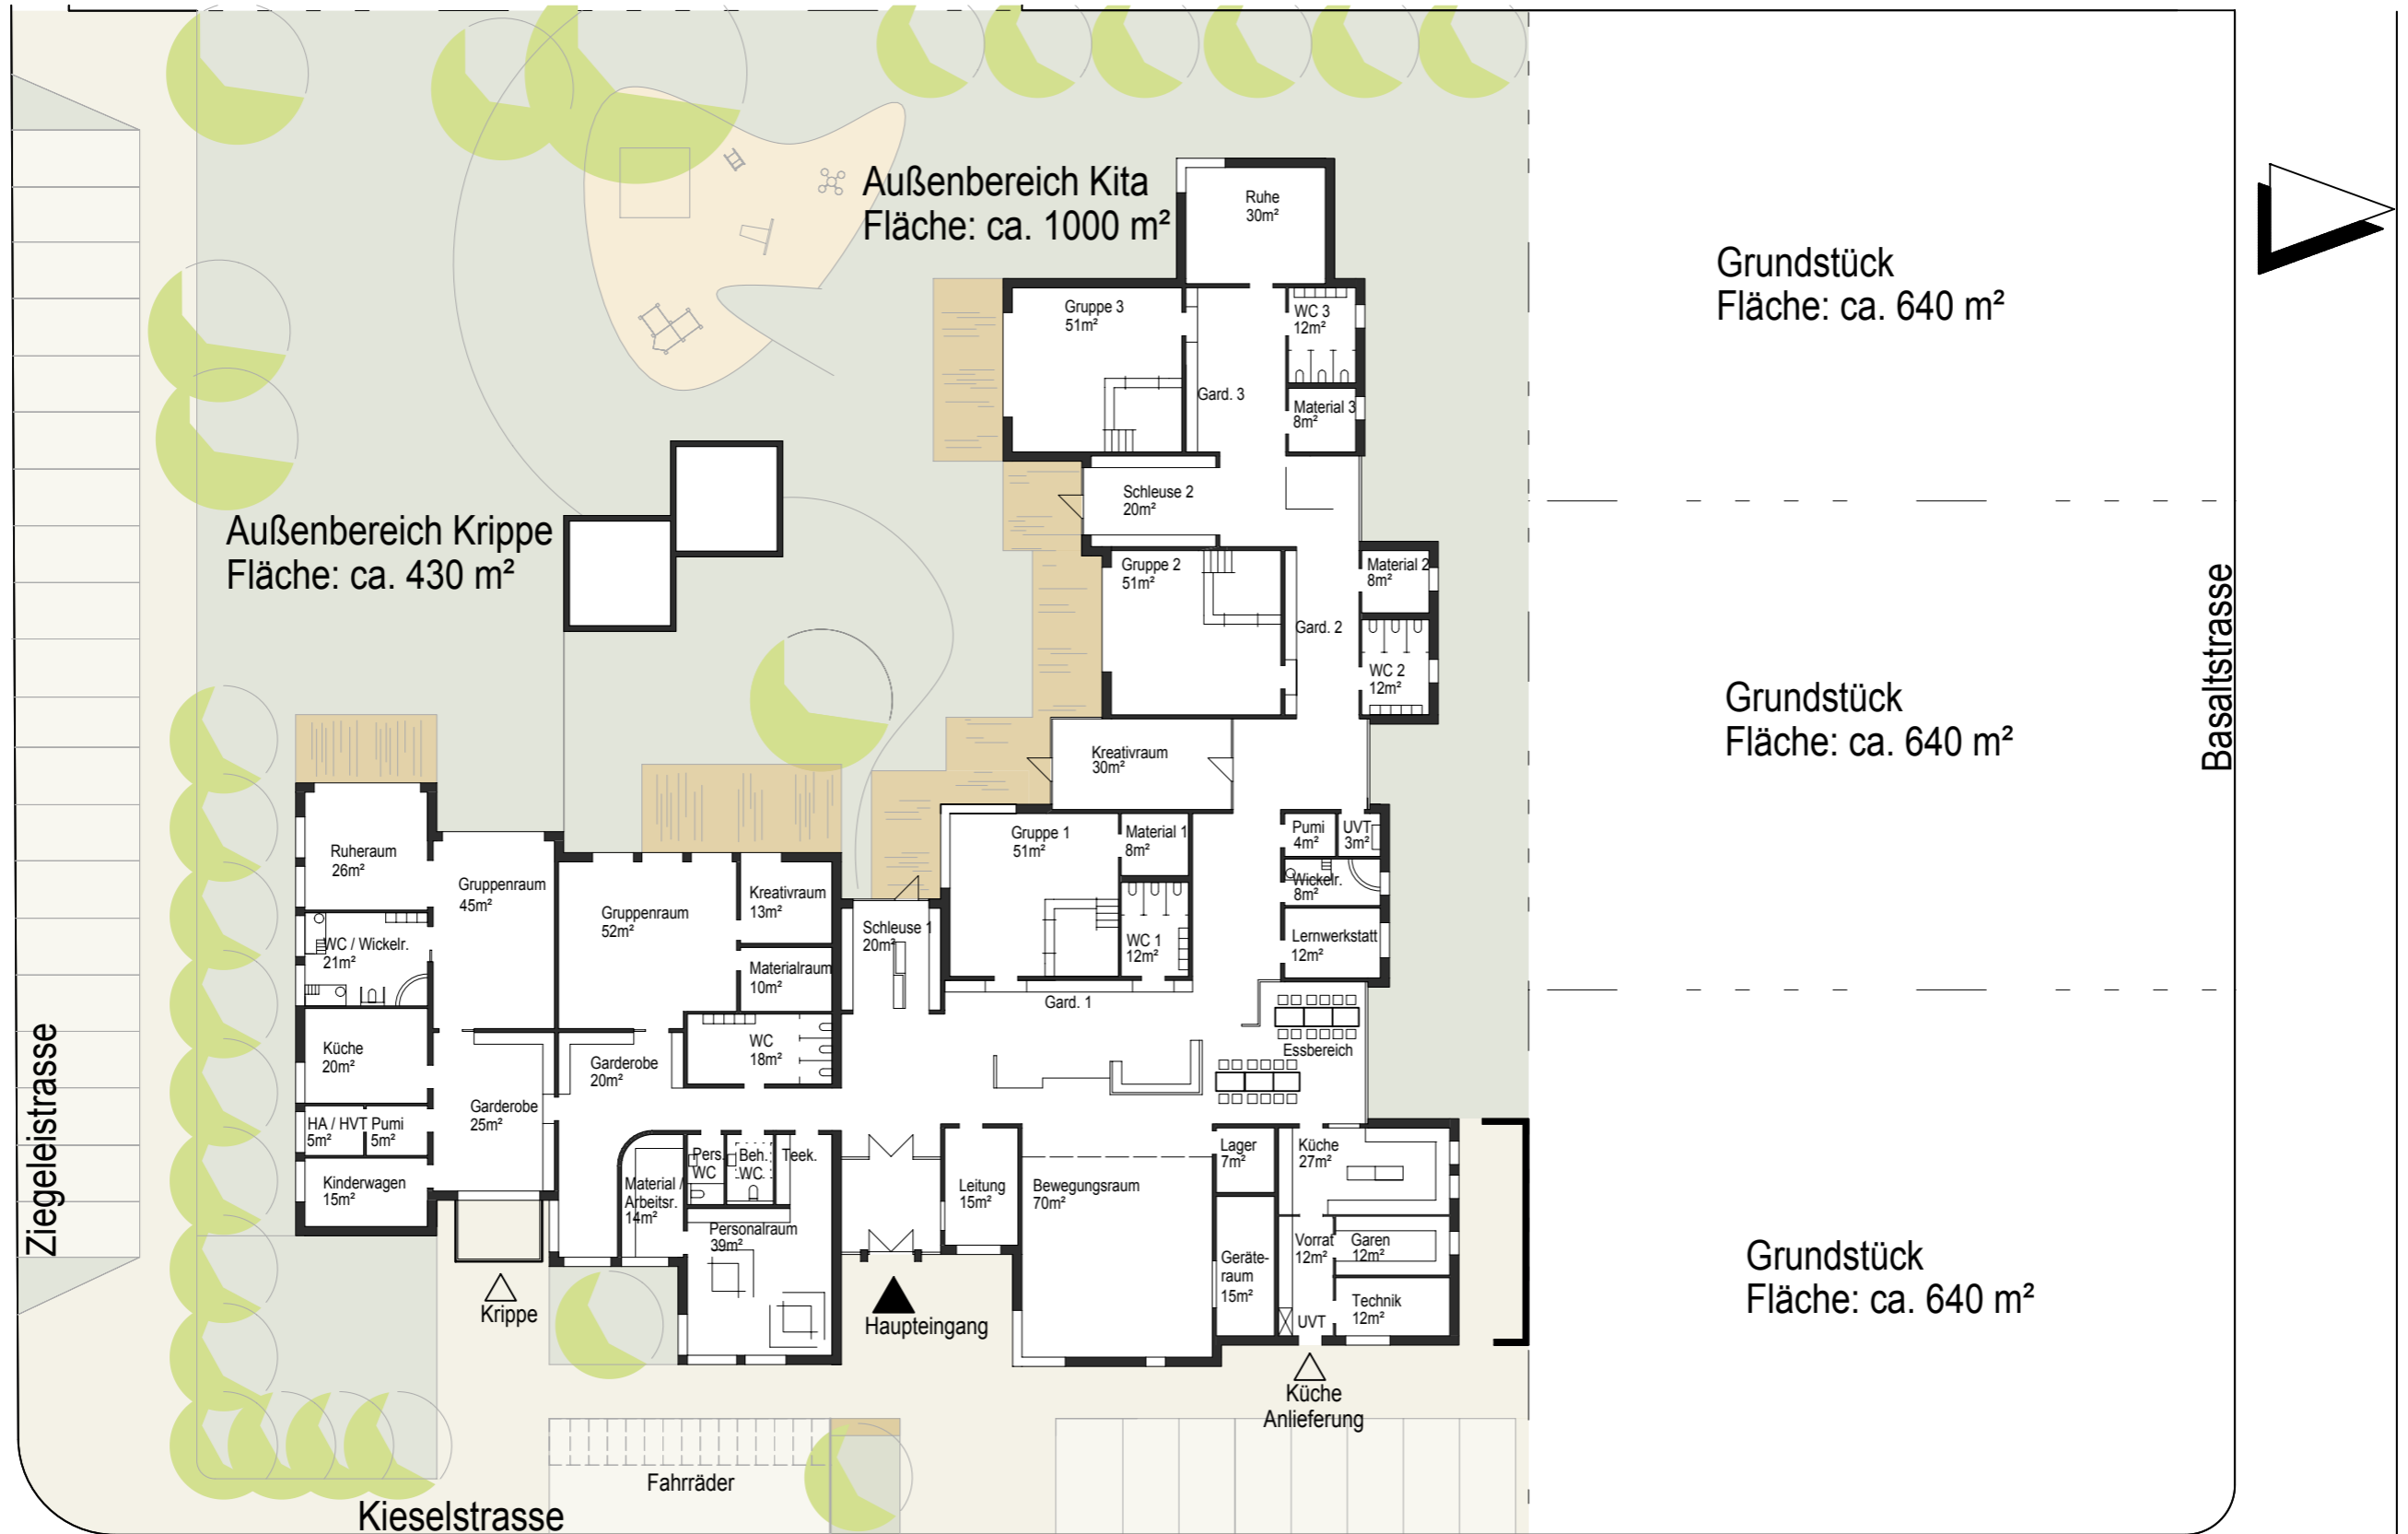 Außenbereich Kita
Fläche: ca. 1000 m²
Ruhe
30m²
Grundstück
Fläche: ca. 640 m²
Gruppe 3
51m²
WC 3
12m²
Gard. 3
Material 3
8m²
Schleuse 2
20m²
Außenbereich Krippe
Fläche: ca. 430 m²
Gruppe 2
51m²
Material 2
8m²
Gard. 2
WC 2
12m²
Basaltstrasse
Grundstück
Fläche: ca. 640 m²
Kreativraum
30m²
Gruppe 1
51m²
Material 1
8m²
Pumi
4m²
UVT
3m²
Ruheraum
26m²
Gruppenraum
45m²
Gruppenraum
52m²
Kreativraum
13m²
Wickelr.
8m²
Schleuse 1
20m²
WC 1
12m²
Lernwerkstatt
12m²
WC / Wickelr.
21m²
Materialraum
10m²
Gard. 1
Küche
20m²
Garderobe
20m²
WC
18m²
Essbereich
Garderobe
25m²
HA / HVT
5m²
Pumi
5m²
Ziegeleistrasse
Kinderwagen
15m²
Material /
Arbeitsr.
14m²
Pers.
WC
Beh.
WC
Teek.
Personalraum
39m²
Leitung
15m²
Bewegungsraum
70m²
Lager
7m²
Küche
27m²
Geräte-
raum
15m²
Vorrat
12m²
Garen
12m²
Technik
12m²
UVT
Grundstück
Fläche: ca. 640 m²
Krippe
Haupteingang
Küche
Anlieferung
Fahrräder
Kieselstrasse